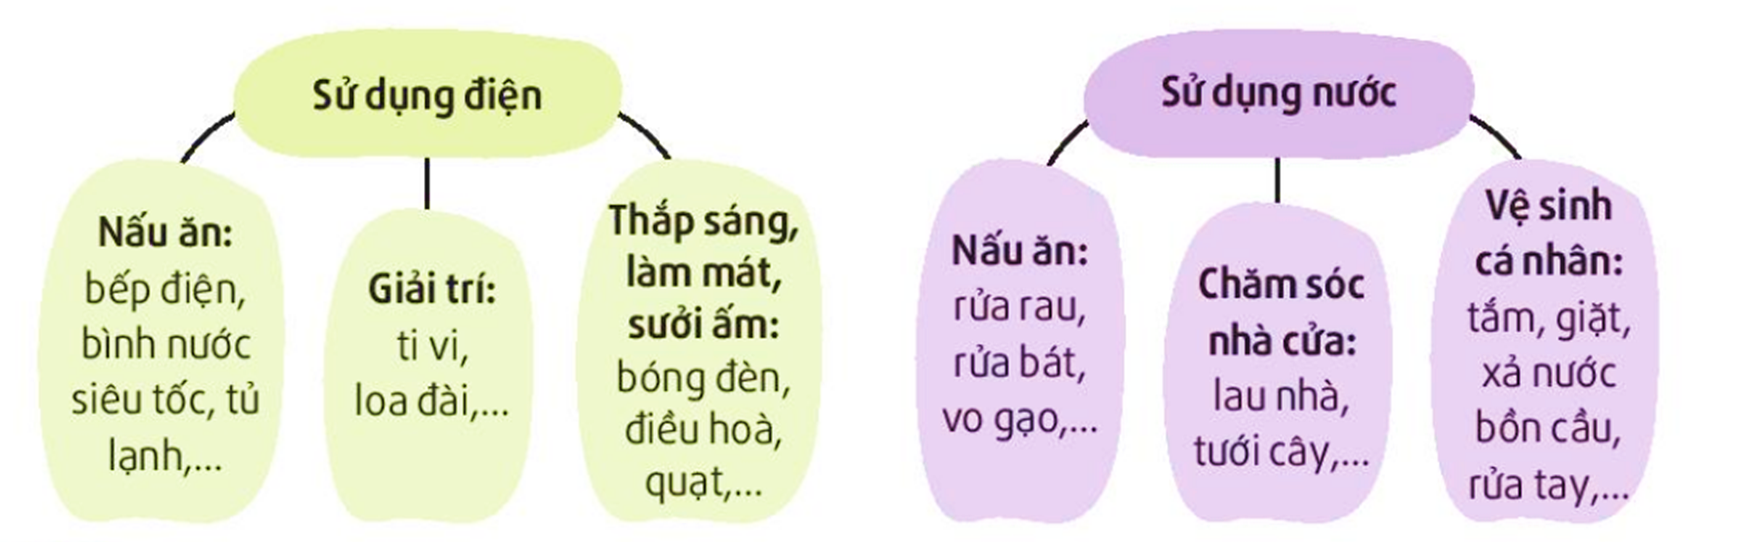 Sử dụng điện
Nấu ăn:
bếp điện,
bình nước
siêu tốc, tủ
lạnh,...
Giải trí:
ti vi,
loa đài,...
Thắp sáng,
làm mát,
sưởi ấm:
bóng đèn,
điều hoà,
quạt,...
Sử dụng nước
Nấu ăn:
rửa rau,
rửa bát,
vo gạo,...
Chăm sóc
nhà cửa:
lau nhà,
tưới cây,...
Vệ sinh
cá nhân:
tắm, giặt,
xả nước
bồn cầu,
rửa tay,...